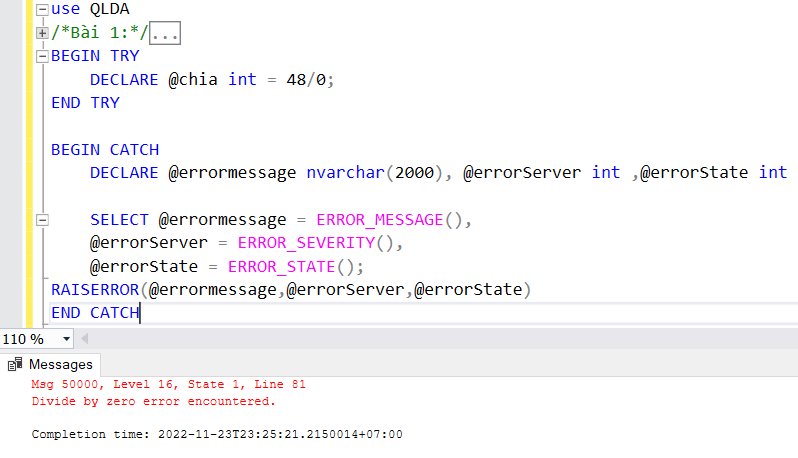 use QLDA
/*Bài 1:*/...
BEGIN TRY
DECLARE @chia int = 48/0;
END TRY
BEGIN CATCH
DECLARE @errormessage nvarchar(2000), @errorServer int ,@errorState int
SELECT @errormessage = ERROR_MESSAGE(),
@errorServer = ERROR_SEVERITY(),
@errorState = ERROR_STATE();
RAISERROR(@errormessage,@errorServer,@errorState)
END CATCH
110 %
Messages
Msg 50000, Level 16, State 1, Line 81
Divide by zero error encountered.
Completion time: 2022-11-23T23:25:21.2150014+07:00